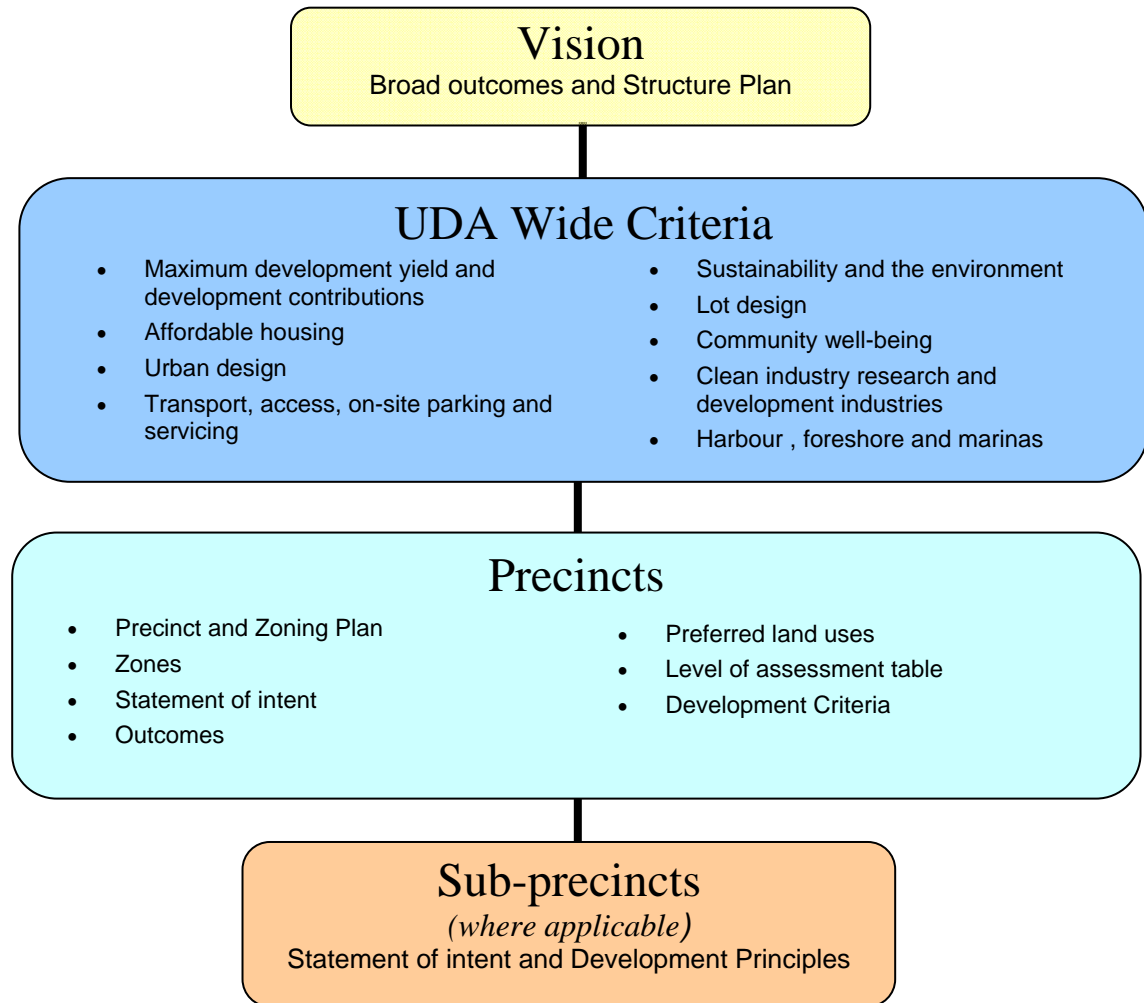 Vision
Broad outcomes and Structure Plan
UDA Wide Criteria
• Maximum development yield and
development contributions
• Affordable housing
• Urban design
• Transport, access, on-site parking and
servicing
• Sustainability and the environment
• Lot design
• Community well-being
• Clean industry research and
development industries
• Harbour , foreshore and marinas
Precincts
• Precinct and Zoning Plan
• Zones
• Statement of intent
• Outcomes
• Preferred land uses
• Level of assessment table
• Development Criteria
Sub-precincts
(where applicable)
Statement of intent and Development Principles